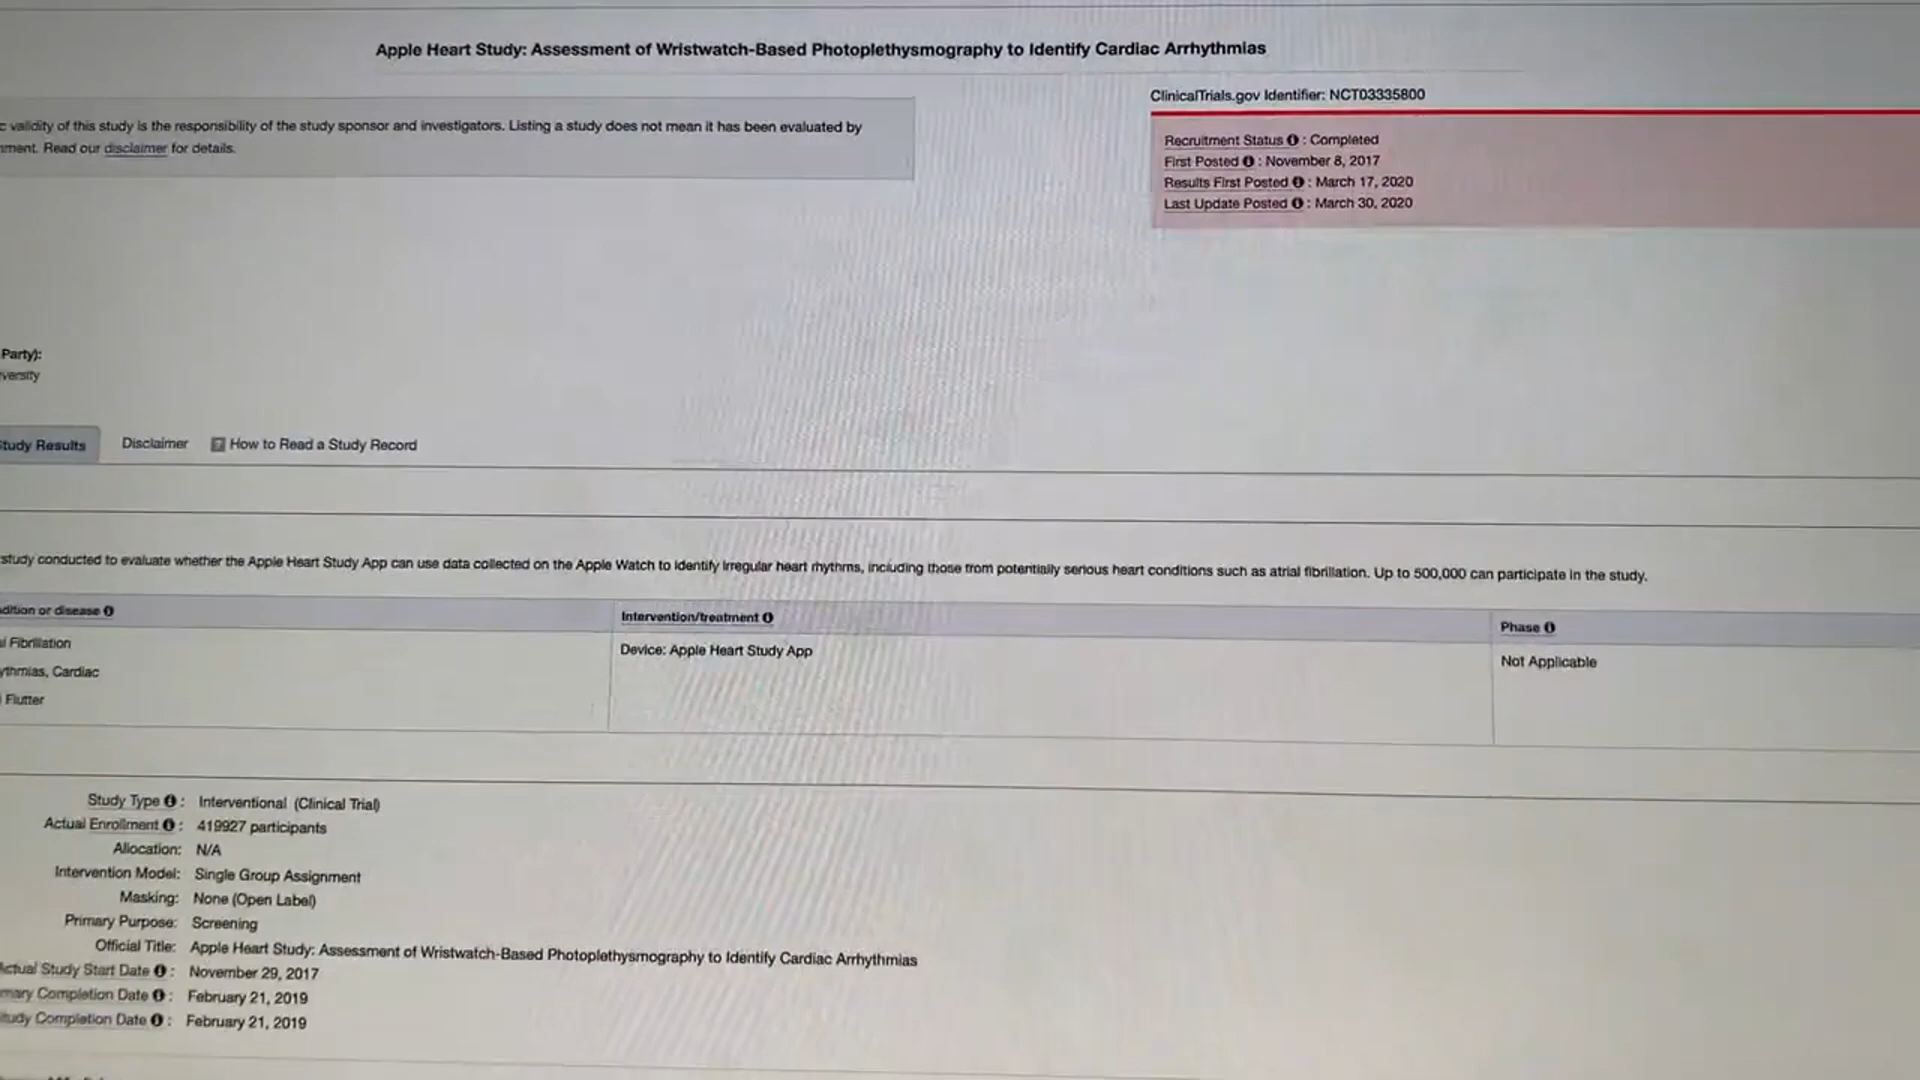 Apple Heart Study: Assessment of Wristwatch-Based Photoplethysmography to Identify Cardiac Arrhythmias
ClinicalTrials.gov Identifier: NCT03335800
validity of this study is the responsibility of the study sponsor and investigators. Listing a study does not mean it has been evaluated by
Read our disclaimer for details.
Recruitment Status : Completed
First Posted : November 8, 2017
Results First Posted : March 17, 2020
Last Update Posted : March 30, 2020
Party):
versity
Study Results
Disclaimer
How to Read a Study Record
study conducted to evaluate whether the Apple Heart Study App can use data collected on the Apple Watch to identify irregular heart rhythms, including those from potentially serious heart conditions such as atrial fibrillation. Up to 500,000 can participate in the study.
dition or disease
Intervention/treatment
Phase
l Fibrillation
Device: Apple Heart Study App
Not Applicable
ythmias, Cardiac
Flutter
Study Type : Interventional (Clinical Trial)
Actual Enrollment : 419927 participants
Allocation: N/A
Intervention Model: Single Group Assignment
Masking: None (Open Label)
Primary Purpose: Screening
Official Title: Apple Heart Study: Assessment of Wristwatch-Based Photoplethysmography to Identify Cardiac Arrhythmias
Actual Study Start Date : November 29, 2017
mary Completion Date : February 21, 2019
Study Completion Date : February 21, 2019